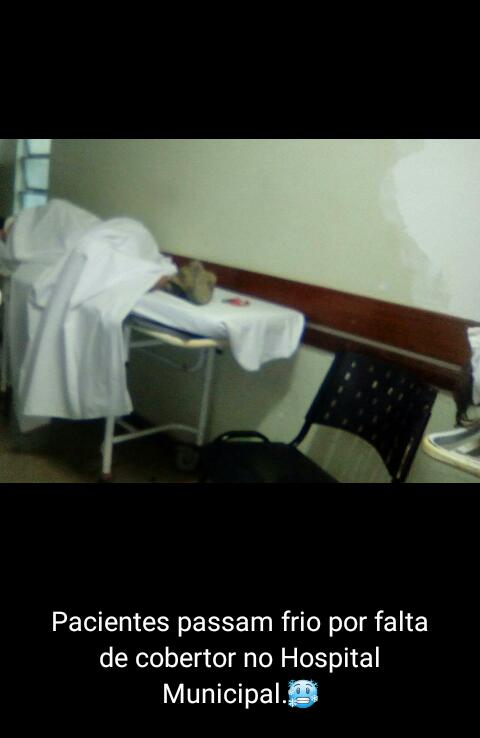 Pacientes passam frio por falta
de cobertor no Hospital
Municipal.🥶